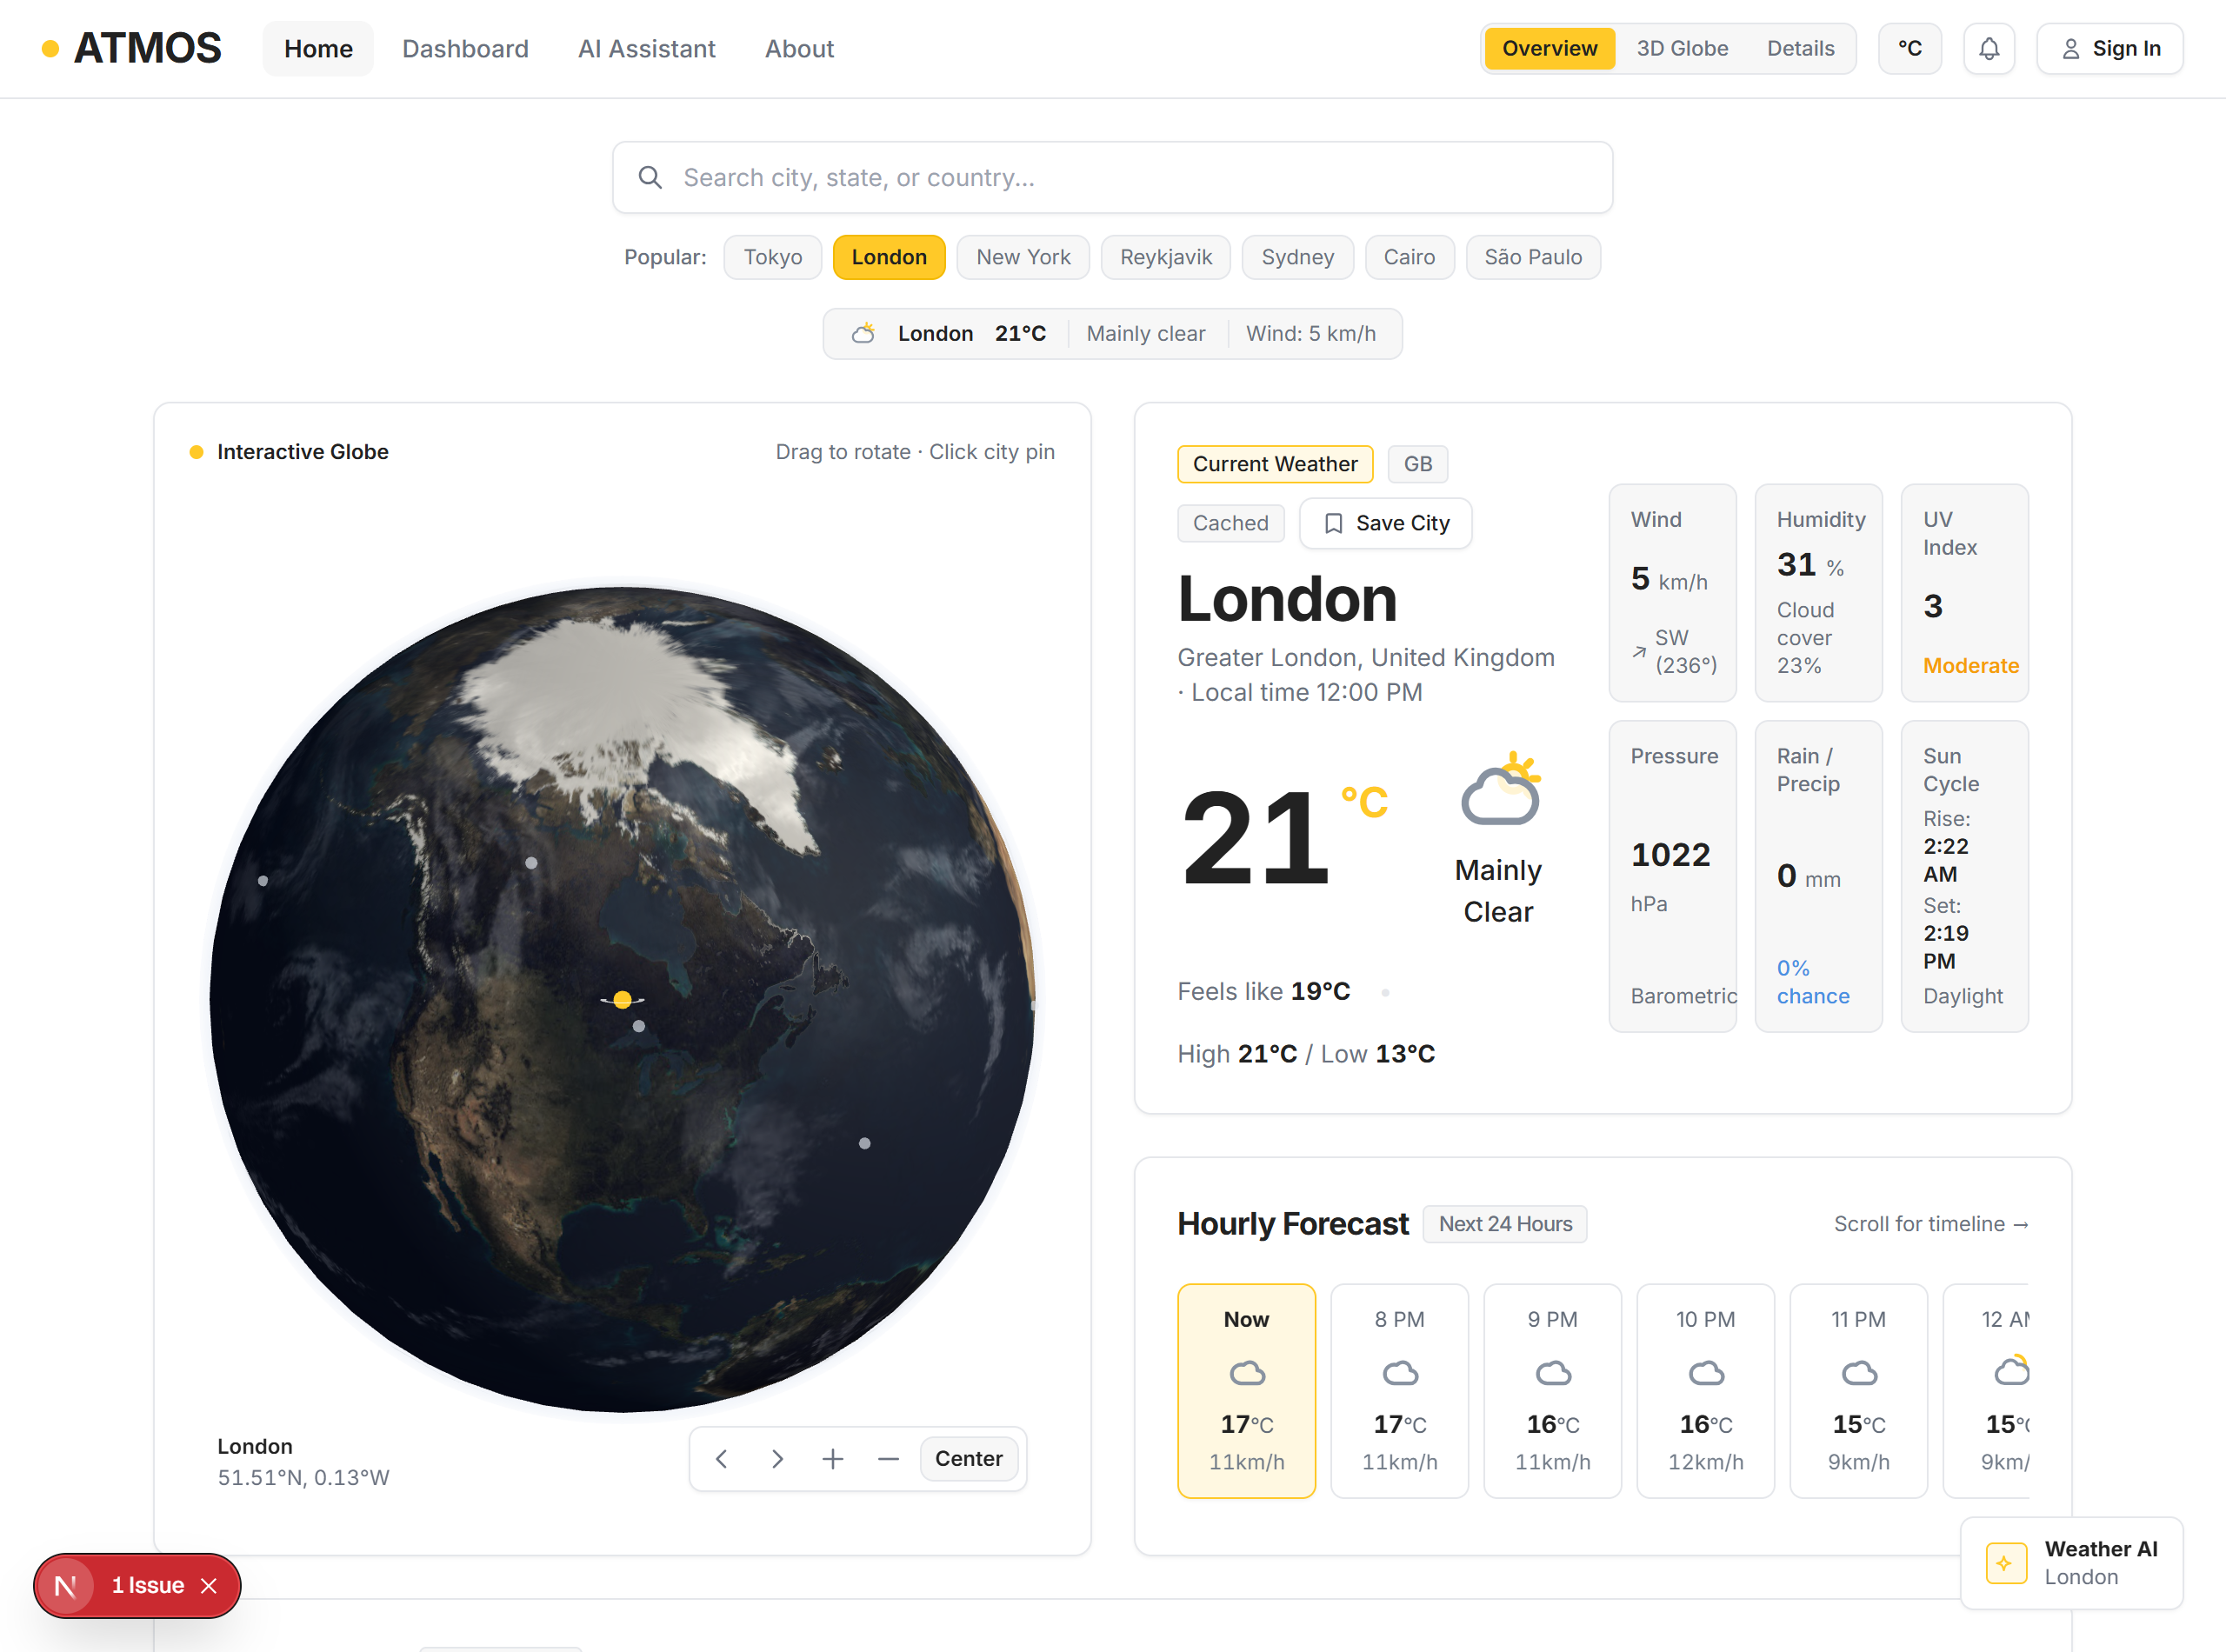 ATMOS
Home
Dashboard
AI Assistant
About
Overview
3D Globe
Details
°C
Sign In
Search city, state, or country...
Popular:
Tokyo
London
New York
Reykjavik
Sydney
Cairo
São Paulo
London 21°C
Mainly clear
Wind: 5 km/h
Interactive Globe
Drag to rotate · Click city pin
London
51.51°N, 0.13°W
Center
Current Weather
GB
Cached
Save City
London
Greater London, United Kingdom
· Local time 12:00 PM
21 °C
Mainly
Clear
Feels like 19°C
High 21°C / Low 13°C
Wind
5 km/h
↗ SW
(236°)
Humidity
31 %
Cloud
cover
23%
UV
Index
3
Moderate
Pressure
1022
hPa
Barometric
Rain /
Precip
0 mm
0%
chance
Sun
Cycle
Rise:
2:22
AM
Set:
2:19
PM
Daylight
Hourly Forecast
Next 24 Hours
Scroll for timeline →
Now
17°C
11km/h
8 PM
17°C
11km/h
9 PM
16°C
11km/h
10 PM
16°C
12km/h
11 PM
15°C
9km/h
12 AM
15°C
9km/
N
1 Issue
Weather AI
London